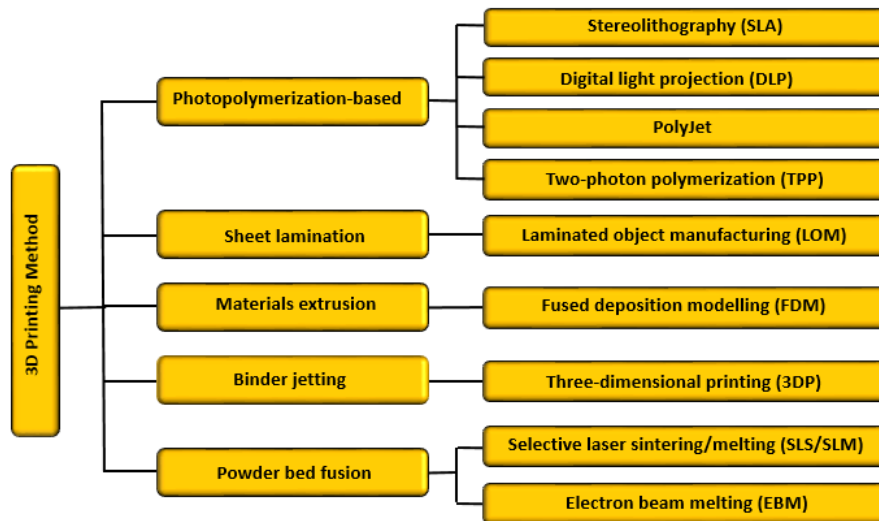 3D Printing Method
Photopolymerization-based
Stereolithography (SLA)
Digital light projection (DLP)
PolyJet
Two-photon polymerization (TPP)
Sheet lamination
Laminated object manufacturing (LOM)
Materials extrusion
Fused deposition modelling (FDM)
Binder jetting
Three-dimensional printing (3DP)
Powder bed fusion
Selective laser sintering/melting (SLS/SLM)
Electron beam melting (EBM)